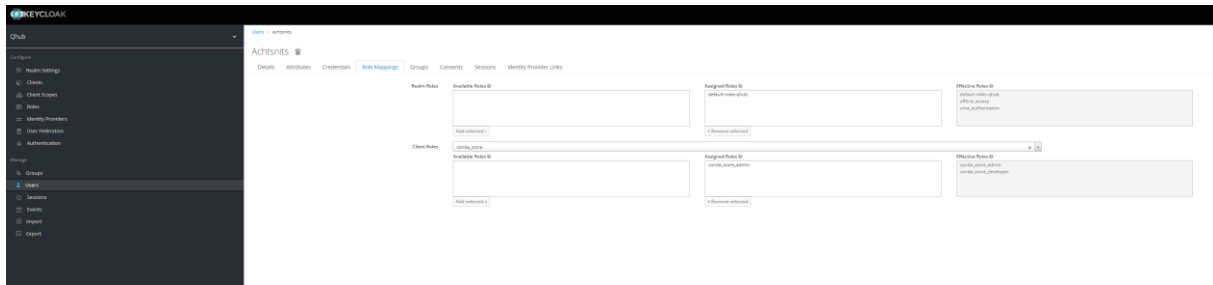 KEYCLOAK
Qhub
Users > achtsnits
Achtsnits
Details Attributes Credentials Role Mappings Groups Consents Sessions Identity Provider Links
Configure
Realm Settings
Clients
Client Scopes
Roles
Identity Providers
User Federation
Authentication
Manage
Groups
Users
Sessions
Events
Import
Export
Realm Roles
Available Roles
Assigned Roles
Effective Roles
default-roles-qhub
default-roles-qhub
offline_access
uma_authorization
Add selected »
« Remove selected
Client Roles
conda_store
Available Roles
Assigned Roles
Effective Roles
conda_store_admin
conda_store_admin
conda_store_developer
Add selected »
« Remove selected